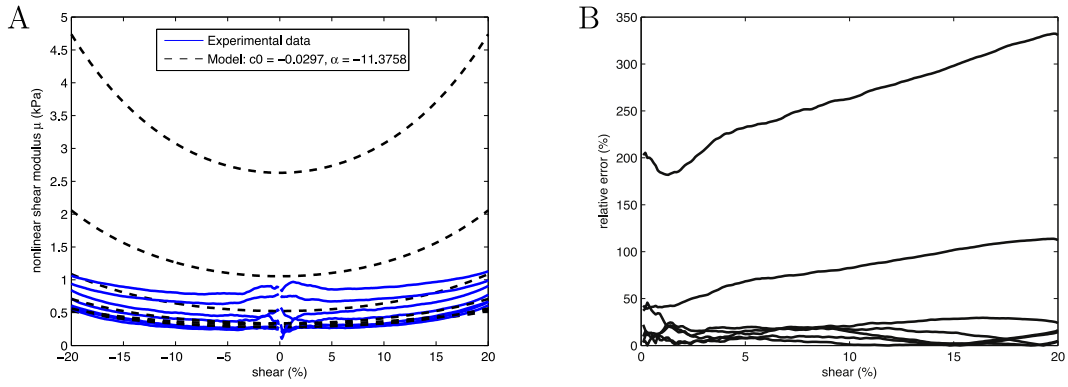 A
nonlinear shear modulus μ (kPa)
5
4.5
4
3.5
3
2.5
2
1.5
1
0.5
0
Experimental data
Model: c0 = −0.0297, α = −11.3758
−20 −15 −10 −5 0 5 10 15 20
shear (%)
B
relative error (%)
350
300
250
200
150
100
50
0
0 5 10 15 20
shear (%)